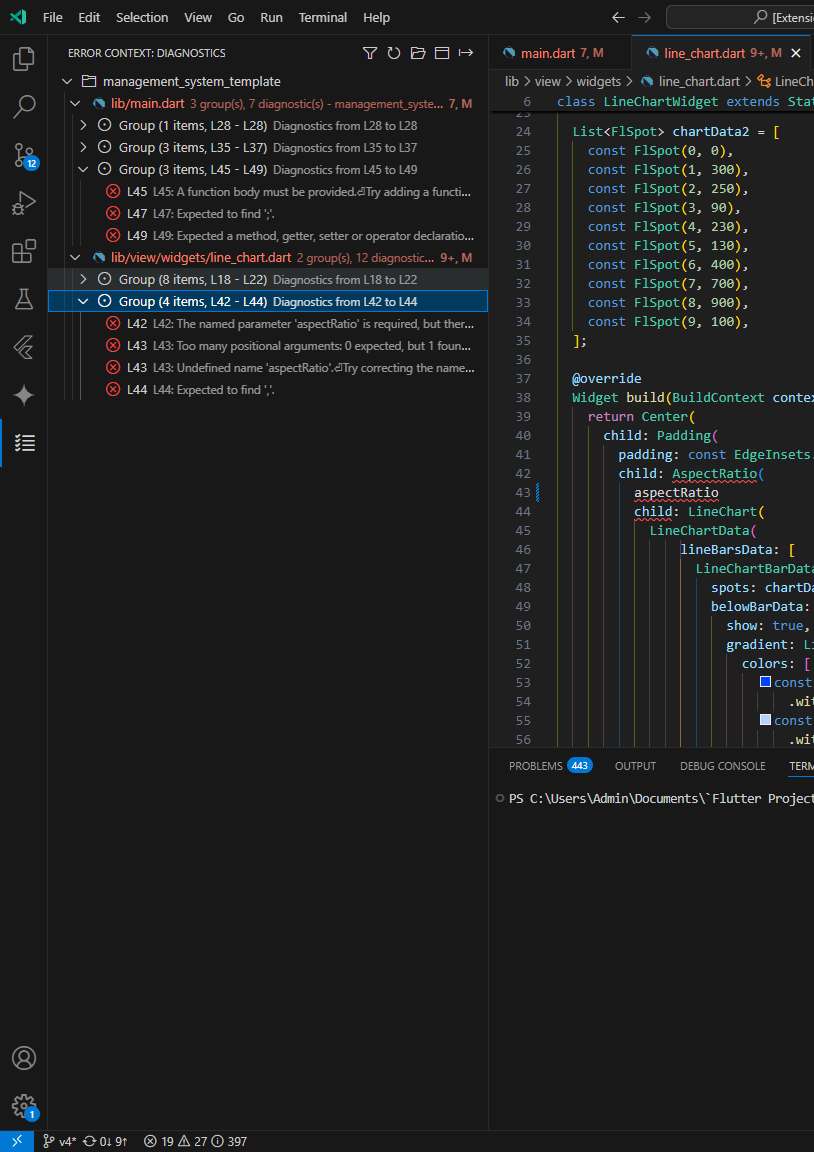 File Edit Selection View Go Run Terminal Help
[Extensi
ERROR CONTEXT: DIAGNOSTICS
management_system_template
lib/main.dart 3 group(s), 7 diagnostic(s) - management_syste... 7, M
Group (1 items, L28 - L28) Diagnostics from L28 to L28
Group (3 items, L35 - L37) Diagnostics from L35 to L37
Group (3 items, L45 - L49) Diagnostics from L45 to L49
L45 L45: A function body must be provided.⏎Try adding a functi...
L47 L47: Expected to find ';'.
L49 L49: Expected a method, getter, setter or operator declaratio...
lib/view/widgets/line_chart.dart 2 group(s), 12 diagnostic... 9+, M
Group (8 items, L18 - L22) Diagnostics from L18 to L22
Group (4 items, L42 - L44) Diagnostics from L42 to L44
L42 L42: The named parameter 'aspectRatio' is required, but ther...
L43 L43: Too many positional arguments: 0 expected, but 1 foun...
L43 L43: Undefined name 'aspectRatio'.⏎Try correcting the name...
L44 L44: Expected to find ','.
12
1
main.dart 7, M line_chart.dart 9+, M
lib > view > widgets > line_chart.dart > LineCh
6 class LineChartWidget extends Stat
23
24 List<FlSpot> chartData2 = [
25 const FlSpot(0, 0),
26 const FlSpot(1, 300),
27 const FlSpot(2, 250),
28 const FlSpot(3, 90),
29 const FlSpot(4, 230),
30 const FlSpot(5, 130),
31 const FlSpot(6, 400),
32 const FlSpot(7, 700),
33 const FlSpot(8, 900),
34 const FlSpot(9, 100),
35 ];
36
37 @override
38 Widget build(BuildContext contex
39 return Center(
40 child: Padding(
41 padding: const EdgeInsets.
42 child: AspectRatio(
43 aspectRatio
44 child: LineChart(
45 LineChartData(
46 lineBarsData: [
47 LineChartBarData
48 spots: chartDa
49 belowBarData:
50 show: true,
51 gradient: Li
52 colors: [
53 const
54 .wit
55 const
56 .wit
PROBLEMS 443 OUTPUT DEBUG CONSOLE TERM
PS C:\Users\Admin\Documents\`Flutter Project
v4* 0↓ 9↑ 19 27 397